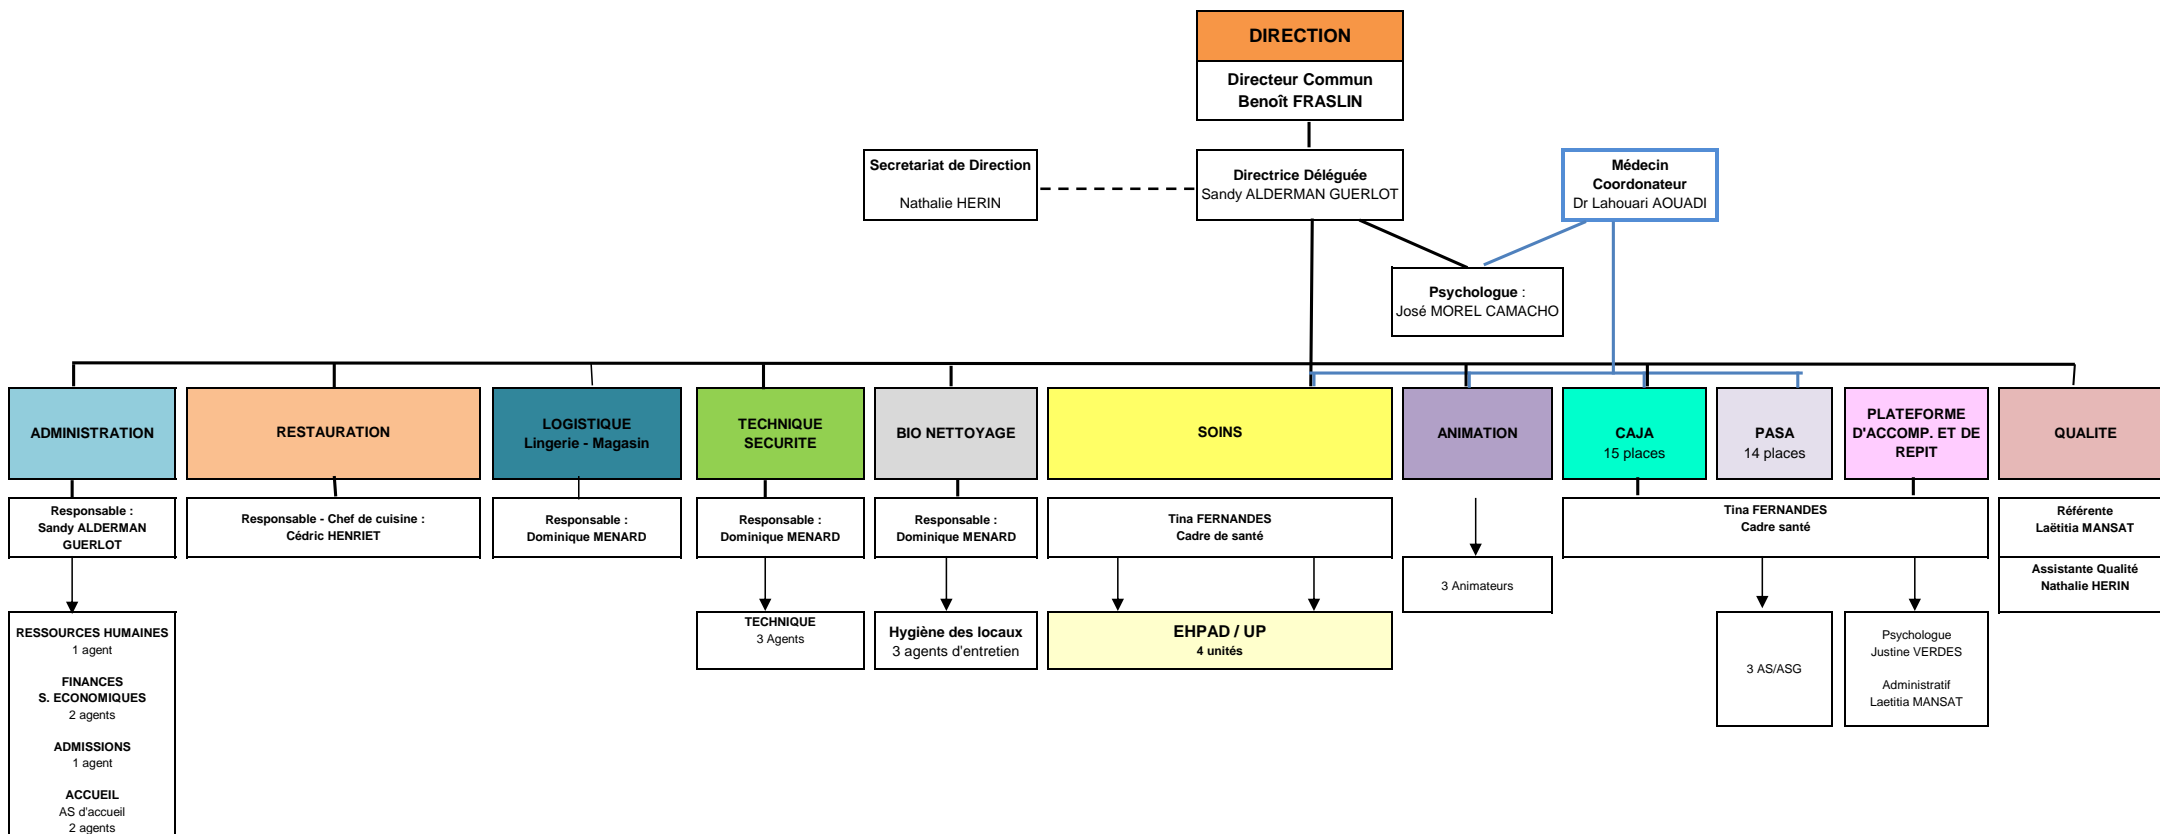 DIRECTION
Directeur Commun
Benoît FRASLIN
Secretariat de Direction
Nathalie HERIN
Directrice Déléguée
Sandy ALDERMAN GUERLOT
Médecin
Coordonateur
Dr Lahouari AOUADI
Psychologue :
José MOREL CAMACHO
ADMINISTRATION
RESTAURATION
LOGISTIQUE
Lingerie - Magasin
TECHNIQUE
SECURITE
BIO NETTOYAGE
SOINS
ANIMATION
CAJA
15 places
PASA
14 places
PLATEFORME
D'ACCOMP. ET DE
REPIT
QUALITE
Responsable :
Sandy ALDERMAN
GUERLOT
Responsable - Chef de cuisine :
Cédric HENRIET
Responsable :
Dominique MENARD
Responsable :
Dominique MENARD
Responsable :
Dominique MENARD
Tina FERNANDES
Cadre de santé
Tina FERNANDES
Cadre santé
Référente
Laëtitia MANSAT
Assistante Qualité
Nathalie HERIN
3 Animateurs
RESSOURCES HUMAINES
1 agent
FINANCES
S. ECONOMIQUES
2 agents
ADMISSIONS
1 agent
ACCUEIL
AS d'accueil
2 agents
TECHNIQUE
3 Agents
Hygiène des locaux
3 agents d'entretien
EHPAD / UP
4 unités
3 AS/ASG
Psychologue
Justine VERDES
Administratif
Laetitia MANSAT